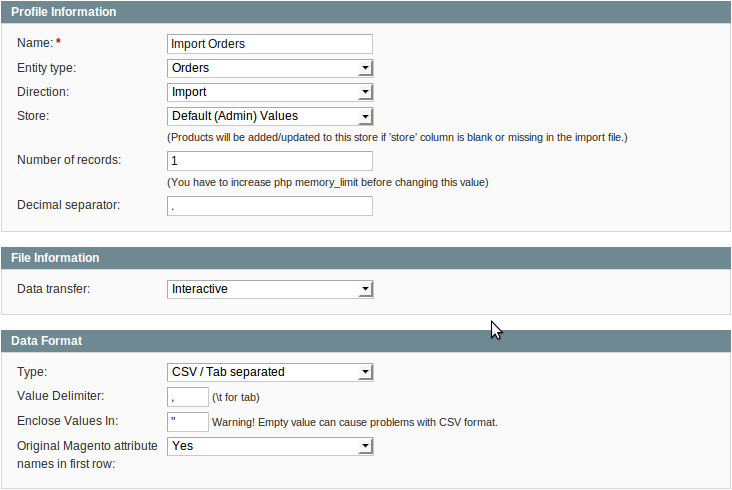 Profile Information
Name: *
Import Orders
Entity type:
Orders
Direction:
Import
Store:
Default (Admin) Values
(Products will be added/updated to this store if 'store' column is blank or missing in the import file.)
Number of records:
1
(You have to increase php memory_limit before changing this value)
Decimal separator:
.
File Information
Data transfer:
Interactive
Data Format
Type:
CSV / Tab separated
Value Delimiter:
,
(\t for tab)
Enclose Values In:
"
Warning! Empty value can cause problems with CSV format.
Original Magento attribute
names in first row:
Yes